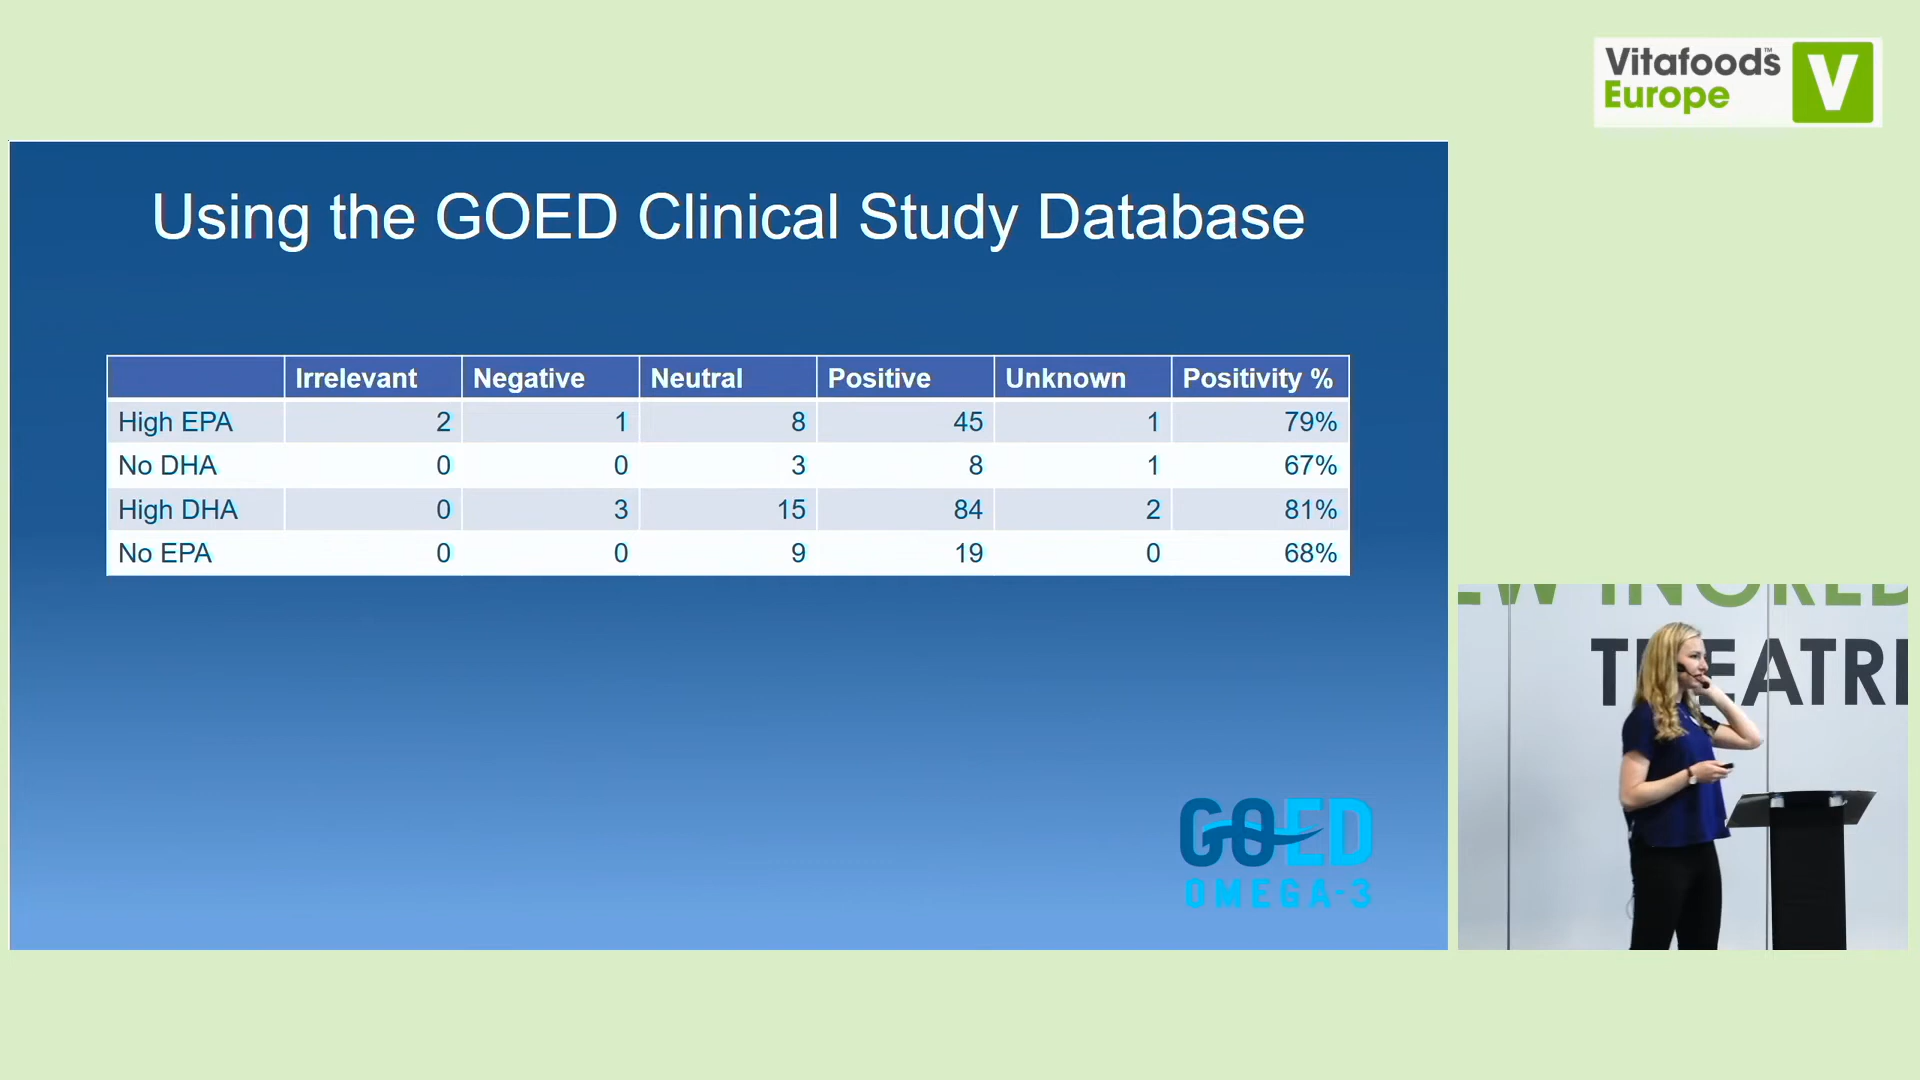 Vitafoods™
Europe
V
Using the GOED Clinical Study Database
Irrelevant Negative Neutral Positive Unknown Positivity %
High EPA 2 1 8 45 1 79%
No DHA 0 0 3 8 1 67%
High DHA 0 3 15 84 2 81%
No EPA 0 0 9 19 0 68%
GOED
OMEGA-3